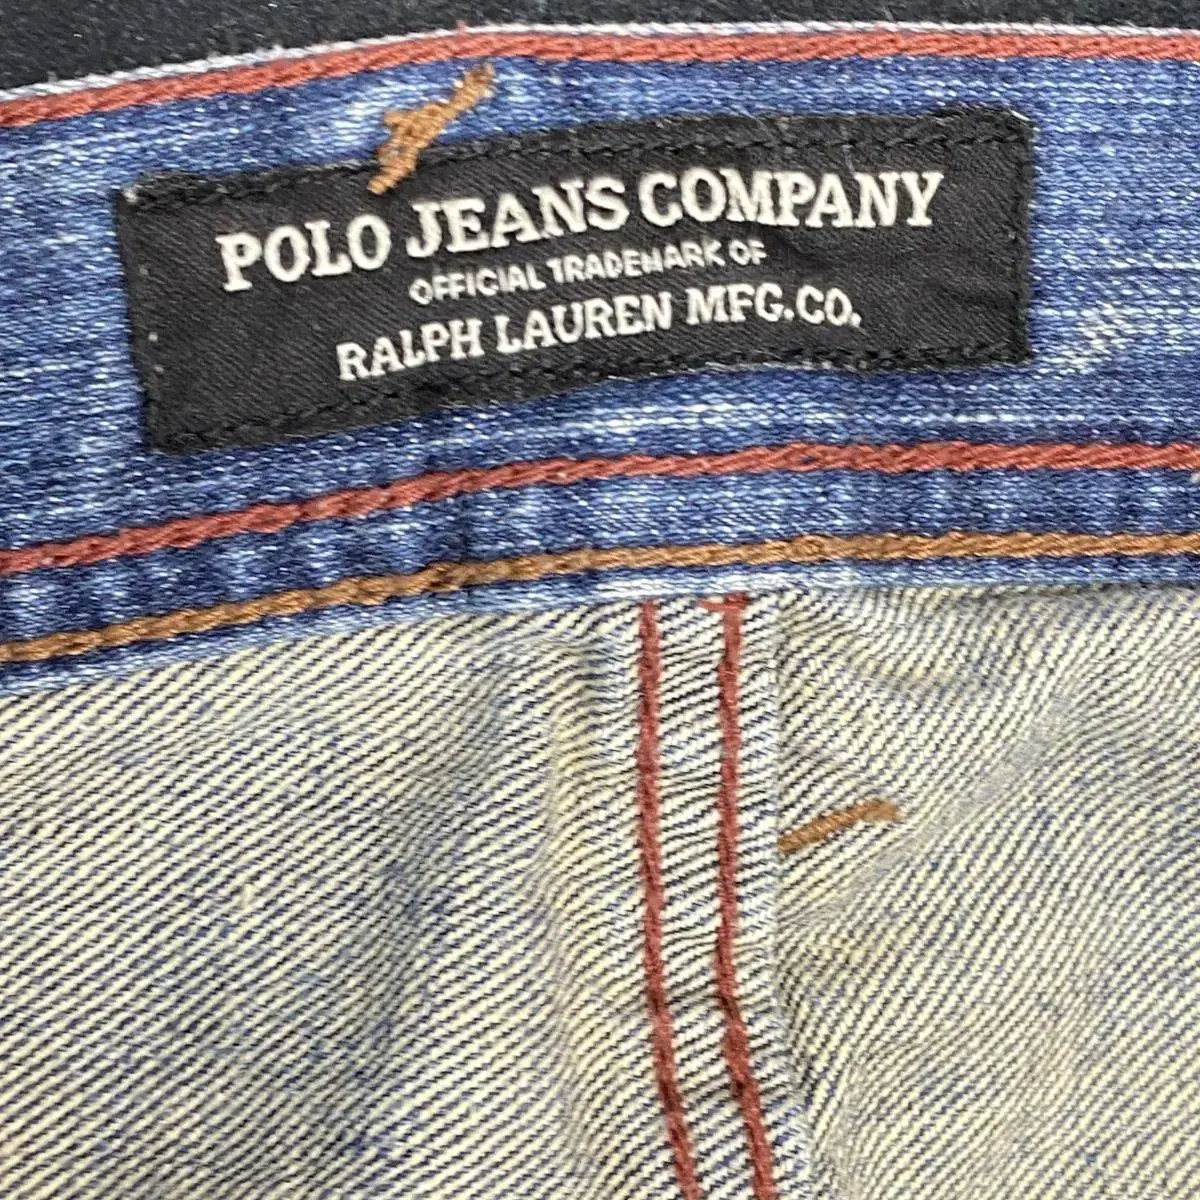 POLO JEANS COMPANY
OFFICIAL TRADEMARK OF
RALPH LAUREN MFG.CO.